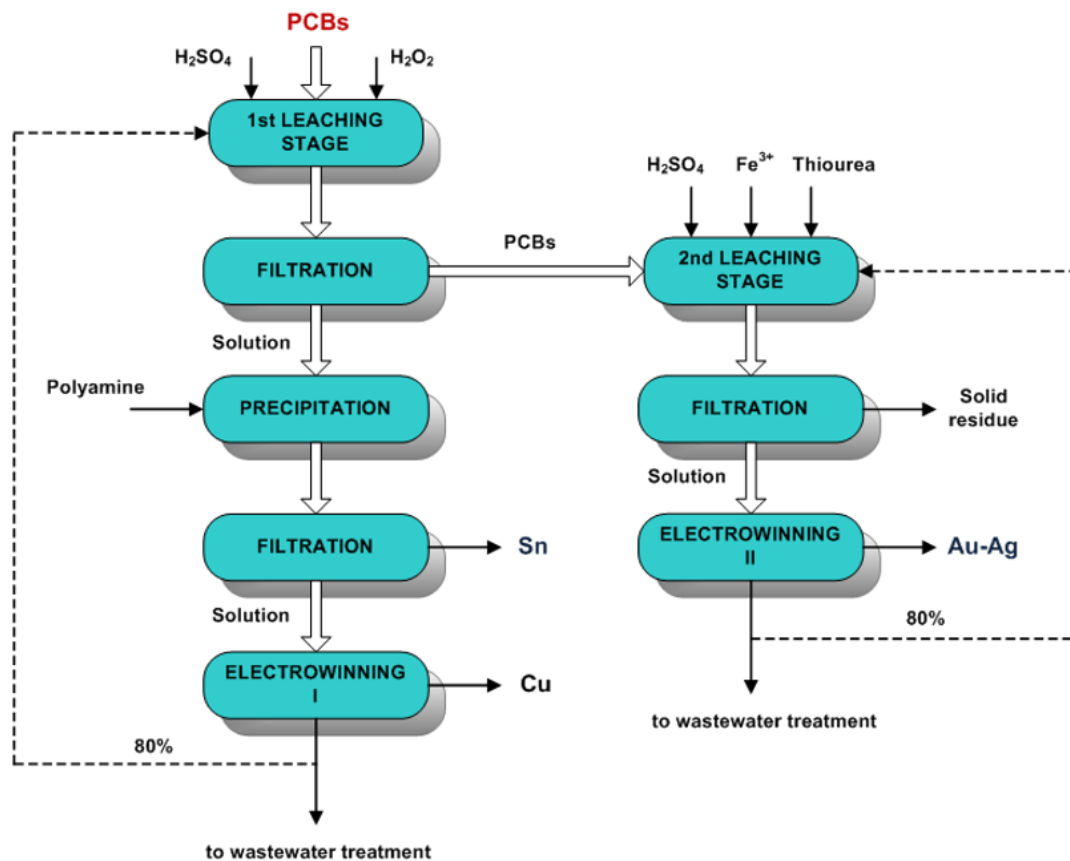 PCBs
H₂SO₄
H₂O₂
1st LEACHING
STAGE
H₂SO₄
Fe³⁺
Thiourea
FILTRATION
PCBs
2nd LEACHING
STAGE
Solution
Polyamine
PRECIPITATION
FILTRATION
Solid
residue
Solution
FILTRATION
Sn
ELECTROWINNING
II
Au-Ag
Solution
80%
ELECTROWINNING
I
Cu
to wastewater treatment
80%
to wastewater treatment